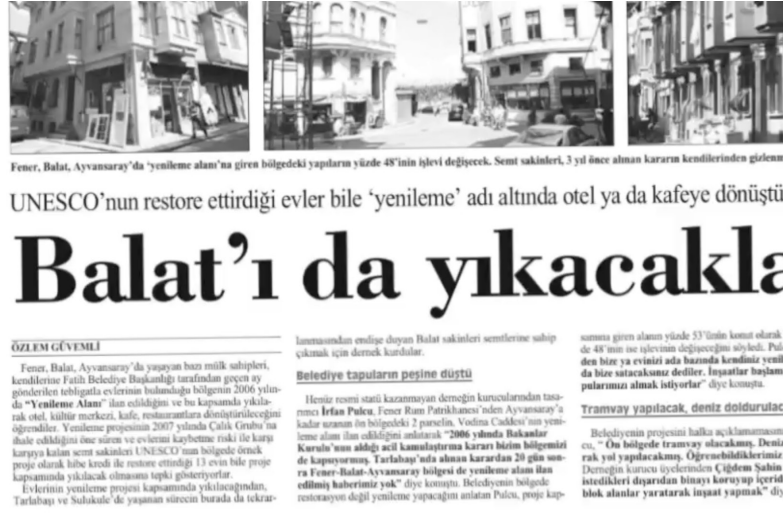 Fener, Balat, Ayvansaray'da 'yenileme alanı'na giren bölgedeki yapıların yüzde 48'inin işlevi değişecek. Semt sakinleri, 3 yıl önce alınan kararın kendilerinden gizlenm
UNESCO'nun restore ettirdiği evler bile 'yenileme' adı altında otel ya da kafeye dönüştü
Balat'ı da yıkacakla
ÖZLEM GÜVEMLİ
Fener, Balat, Ayvansaray'da yaşayan bazı mülk sahipleri,
kendilerine Fatih Belediye Başkanlığı tarafından geçen ay
gönderilen tebligatla evlerinin bulunduğu bölgenin 2006 yılın-
da "Yenileme Alanı" ilan edildiğini ve bu kapsamda yıkıla-
rak otel, kültür merkezi, kafe, restaurantlara dönüştürüleceğini
öğrendiler. Yenileme projesinin 2007 yılında Çalık Grubu'na
ihale edildiğini öne süren ve evlerini kaybetme riski ile karşı
karşıya kalan semt sakinleri UNESCO'nun bölgede örnek
proje olarak hibe kredi ile restore ettirdiği 13 evin bile proje
kapsamında yıkılacak olmasına tepki gösteriyorlar.
Evlerinin yenileme projesi kapsamında yıkılacağından,
Tarlabaşı ve Sulukule'de yaşanan sürecin burada da tekrar-
lanmasından endişe duyan Balat sakinleri semtlerine sahip
çıkmak için dernek kurdular.
Belediye tapuların peşine düştü
Henüz resmi statü kazanmayan derneğin kurucularından tasa-
rımcı İrfan Pulcu, Fener Rum Patrikhanesi'nden Ayvansaray'a
kadar uzanan ön bölgedeki 2 parselin, Vodina Caddesi'nin yeni-
leme alanı ilan edildiğini anlatarak "2006 yılında Bakanlar
Kurulu'nun aldığı acil kamulaştırma kararı bizim bölgemizi
de kapsıyormuş. Tarlabaşı'nda alınan karardan 20 gün son-
ra Fener-Balat-Ayvansaray bölgesi de yenileme alanı ilan
edilmiş haberimiz yok" diye konuştu. Belediyenin bölgede
restorasyon değil yenileme yapacağını anlatan Pulcu, proje kap-
samına giren alanın yüzde 53'ünün konut olarak
de 48'inin ise işlevinin değişeceğini söyledi. Pulc
den bize ya evinizi ada bazında kendiniz yenil
da bize satacaksınız dediler. İnşaatlar başlam
pularımızı almak istiyorlar" diye konuştu.
Tramvay yapılacak, deniz doldurulac
Belediyenin projesini halka açıklamamasını
cu, " Ön bölgede tramvay olacakmış. Deni
rak yol yapılacakmış. Öğrenebildiklerimiz
Derneğin kurucu üyelerinden Çiğdem Şahin
istedikleri dışarıdan binayı koruyup içerid
blok alanlar yaratarak inşaat yapmak" diy